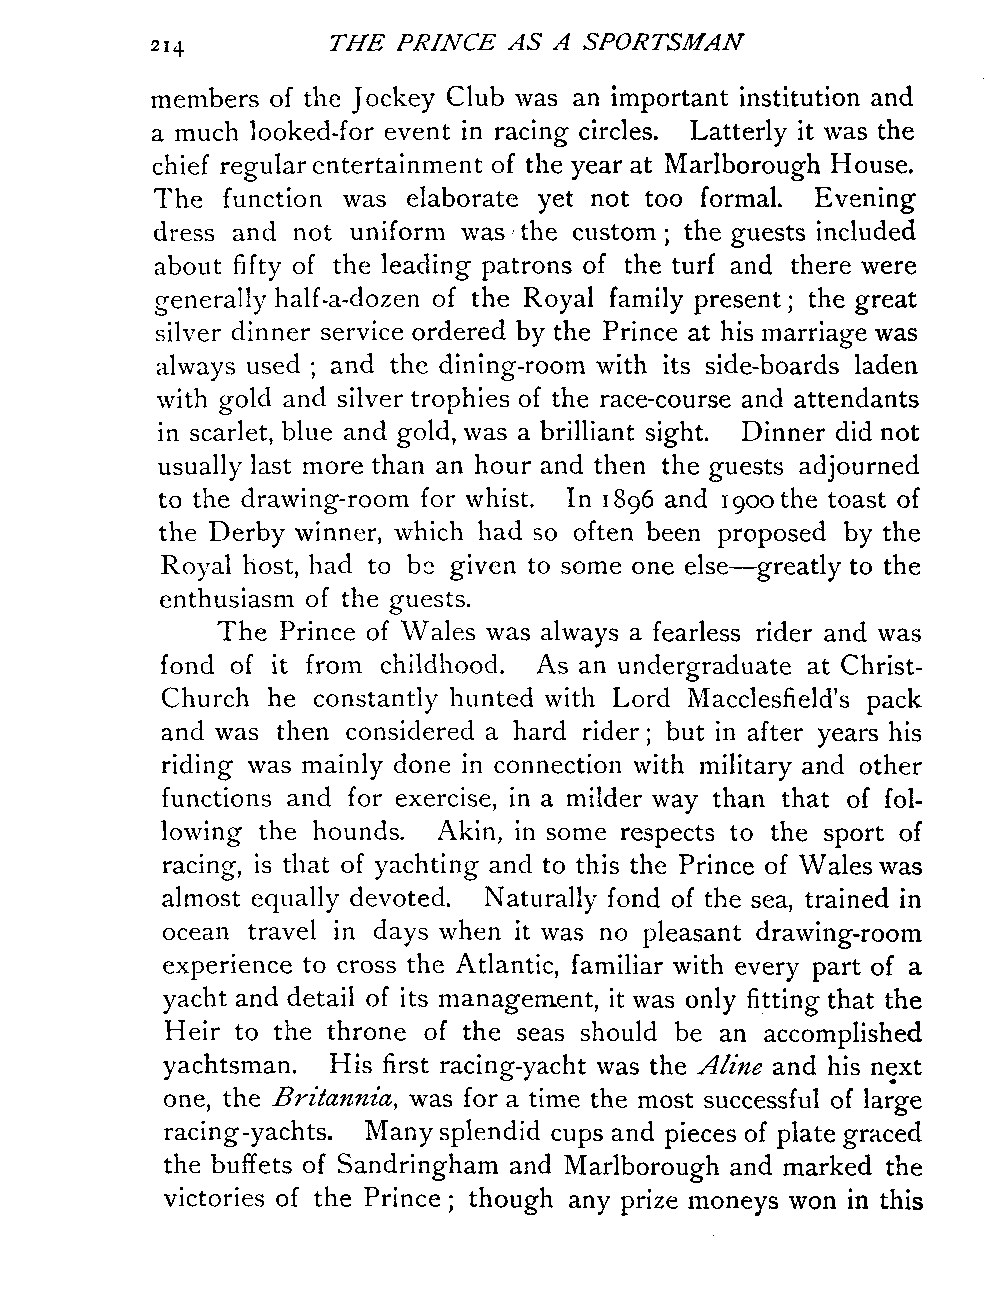 214 THE PRINCE AS A SPORTSMAN
members of the Jockey Club was an important institution and
a much looked-for event in racing circles. Latterly it was the
chief regular entertainment of the year at Marlborough House.
The function was elaborate yet not too formal. Evening
dress and not uniform was the custom; the guests included
about fifty of the leading patrons of the turf and there were
generally half-a-dozen of the Royal family present; the great
silver dinner service ordered by the Prince at his marriage was
always used; and the dining-room with its side-boards laden
with gold and silver trophies of the race-course and attendants
in scarlet, blue and gold, was a brilliant sight. Dinner did not
usually last more than an hour and then the guests adjourned
to the drawing-room for whist. In 1896 and 1900 the toast of
the Derby winner, which had so often been proposed by the
Royal host, had to be given to some one else—greatly to the
enthusiasm of the guests.
The Prince of Wales was always a fearless rider and was
fond of it from childhood. As an undergraduate at Christ-
Church he constantly hunted with Lord Macclesfield's pack
and was then considered a hard rider; but in after years his
riding was mainly done in connection with military and other
functions and for exercise, in a milder way than that of fol-
lowing the hounds. Akin, in some respects to the sport of
racing, is that of yachting and to this the Prince of Wales was
almost equally devoted. Naturally fond of the sea, trained in
ocean travel in days when it was no pleasant drawing-room
experience to cross the Atlantic, familiar with every part of a
yacht and detail of its management, it was only fitting that the
Heir to the throne of the seas should be an accomplished
yachtsman. His first racing-yacht was the Aline and his next
one, the Britannia, was for a time the most successful of large
racing-yachts. Many splendid cups and pieces of plate graced
the buffets of Sandringham and Marlborough and marked the
victories of the Prince; though any prize moneys won in this